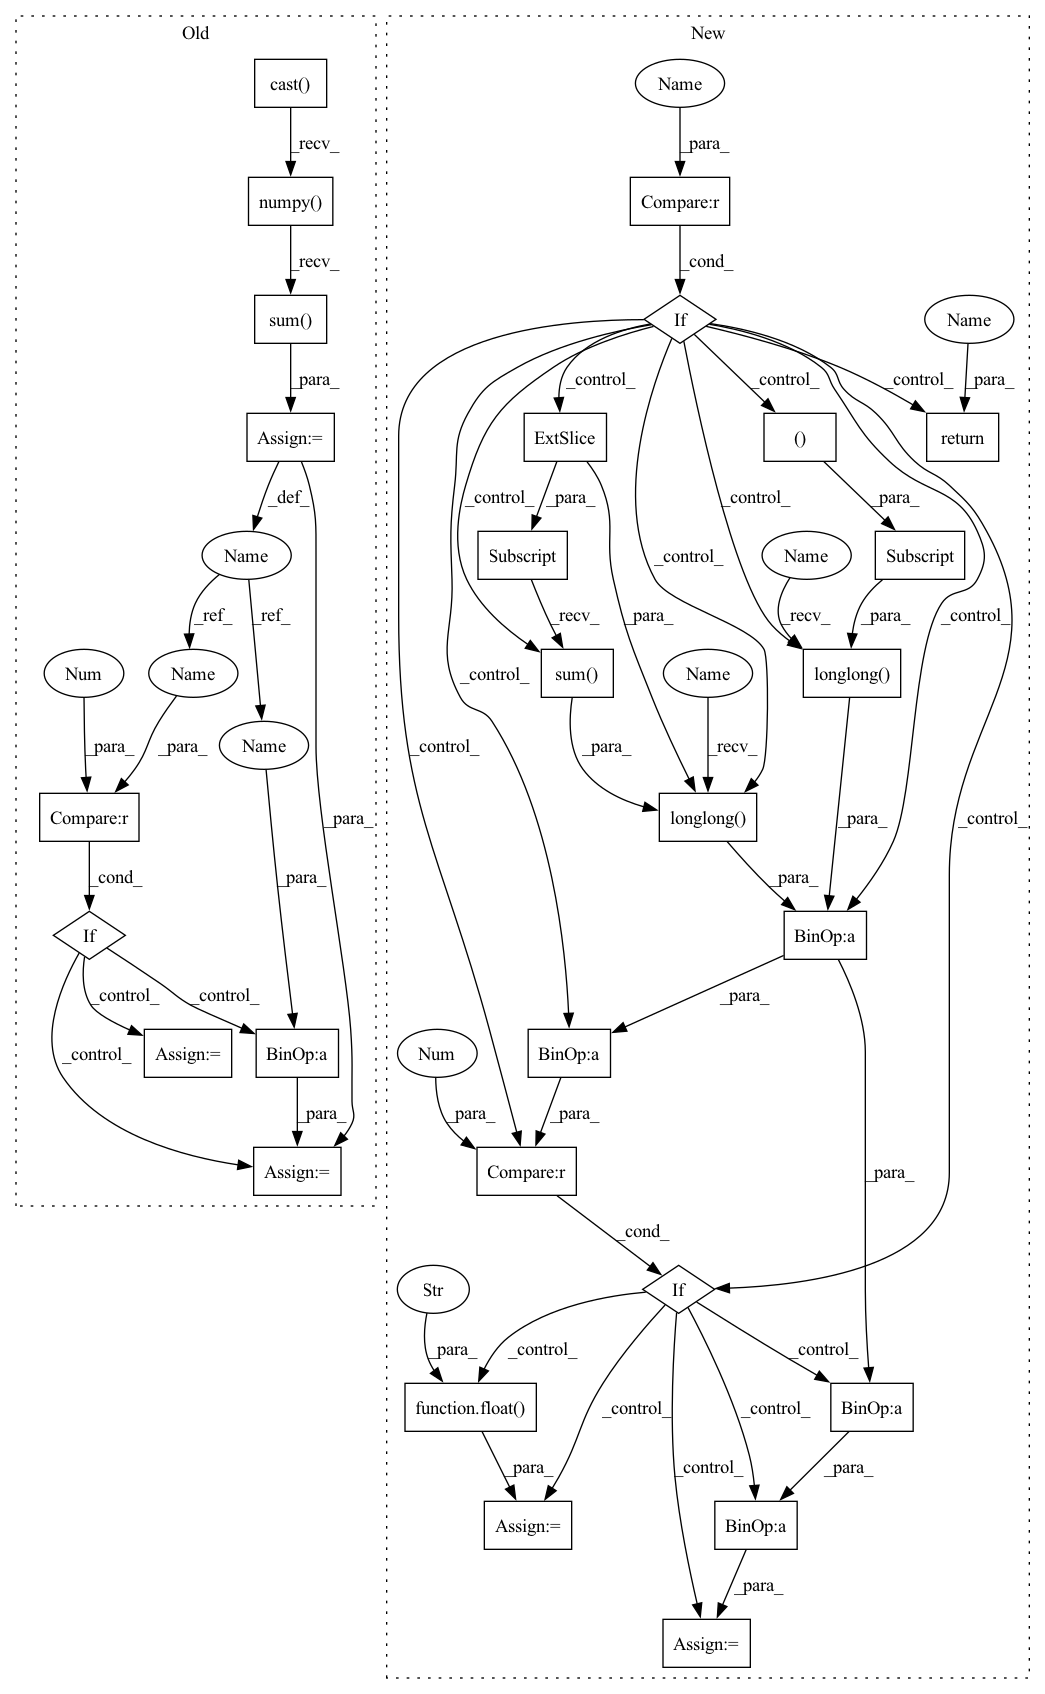 Old
New
cast()
Name
_recv_
_para_
numpy()
Compare:r
_recv_
_cond_
sum()
If
Name
_para_
_control_
_control_
_control_
_para_
Assign:=
ExtSlice
()
return
_def_
_control_
_para_
_control_
_para_
Name
Subscript
Name
Subscript
_control_
_ref_
_ref_
_recv_
_para_
_recv_
_para_
_control_
Num
Name
_control_
sum()
Name
longlong()
Name
_para_
_para_
_control_
_para_
_recv_
Compare:r
_para_
longlong()
_para_
_control_
_cond_
_para_
_para_
If
BinOp:a
_control_
_control_
_para_
_control_
Assign:=
BinOp:a
Num
BinOp:a
_para_
_para_
_para_
Assign:=
Compare:r
_para_
_cond_
Str
If
_para_
_control_
_control_
function.float()
_control_
_control_
BinOp:a
_para_
_control_
_para_
Assign:=
BinOp:a
_para_
Assign:=